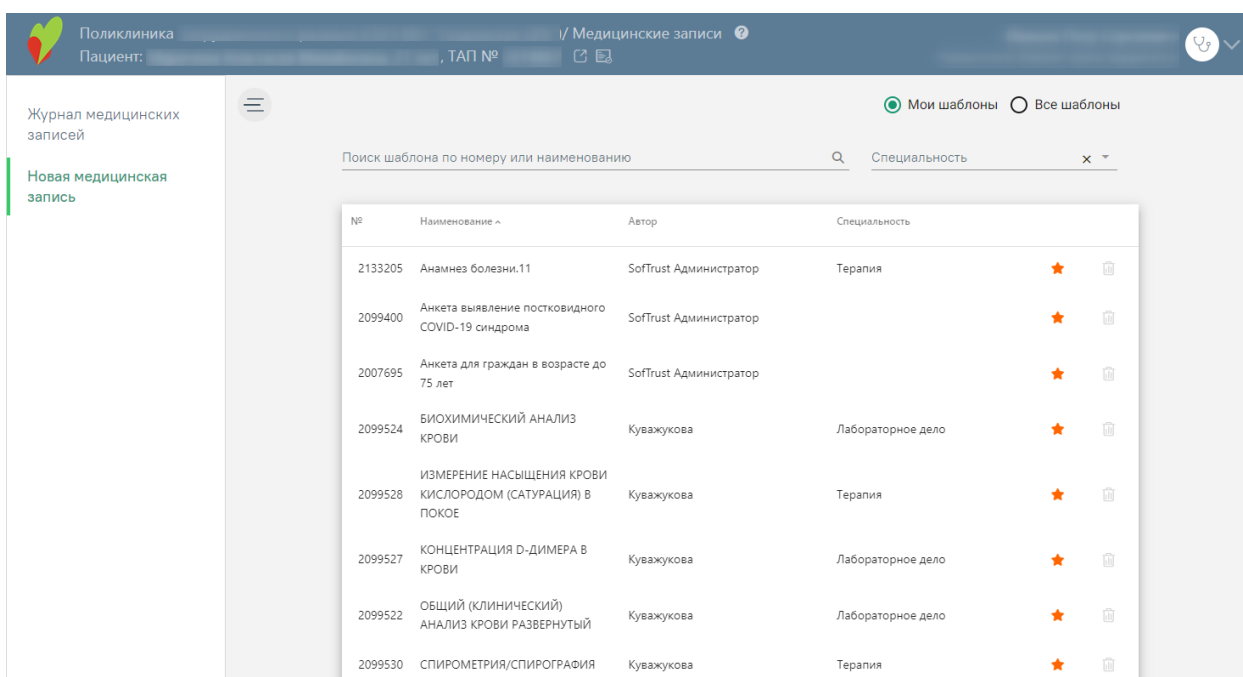 Поликлиника / Медицинские записи ?
Пациент: , ТАП №
Журнал медицинских
записей
Новая медицинская
запись
Мои шаблоны Все шаблоны
Поиск шаблона по номеру или наименованию Специальность
№ Наименование Автор Специальность
2133205 Анамнез болезни.11 SofTrust Администратор Терапия
Анкета выявление постковидного
2099400 SofTrust Администратор
COVID-19 синдрома
Анкета для граждан в возрасте до
2007695 SofTrust Администратор
75 лет
БИОХИМИЧЕСКИЙ АНАЛИЗ
2099524 Куважукова Лабораторное дело
КРОВИ
ИЗМЕРЕНИЕ НАСЫЩЕНИЯ КРОВИ
2099528 КИСЛОРОДОМ (САТУРАЦИЯ) В Куважукова Терапия
ПОКОЕ
КОНЦЕНТРАЦИЯ D-ДИМЕРА В
2099527 Куважукова Лабораторное дело
КРОВИ
ОБЩИЙ (КЛИНИЧЕСКИЙ)
2099522 Куважукова Лабораторное дело
АНАЛИЗ КРОВИ РАЗВЕРНУТЫЙ
2099530 СПИРОМЕТРИЯ/СПИРОГРАФИЯ Куважукова Терапия